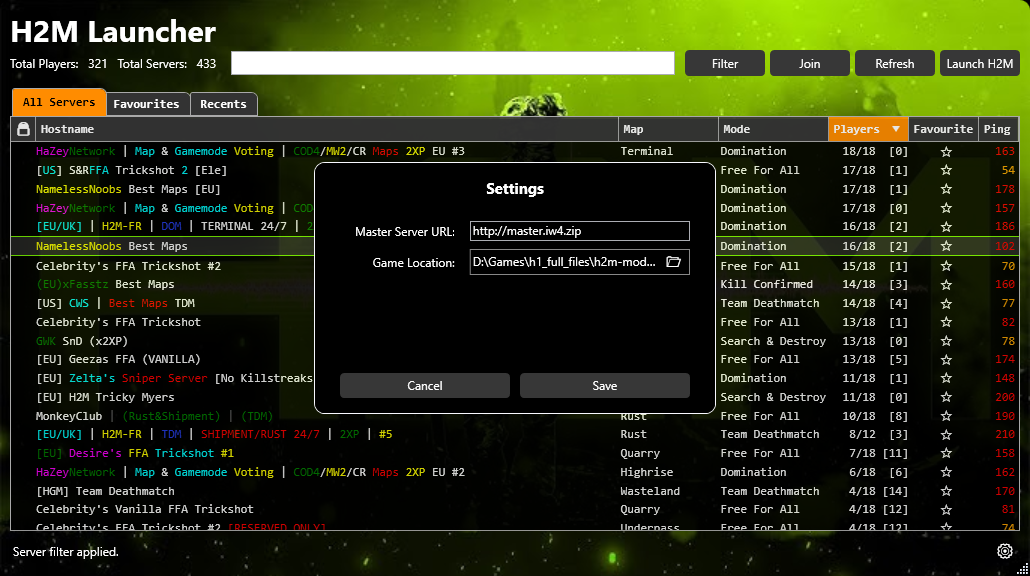 H2M Launcher
Total Players: 321 Total Servers: 433
Filter Join Refresh Launch H2M
All Servers Favourites Recents
Hostname Map Mode Players ▼ Favourite Ping
HaZeyNetwork | Map & Gamemode Voting | COD4/MW2/CR Maps 2XP EU #3 Terminal Domination 18/18 [0] 163
[US] S&RFFA Trickshot 2 [Ele] Free For All 17/18 [1] 54
NamelessNoobs Best Maps [EU] Domination 17/18 [1] 178
HaZeyNetwork | Map & Gamemode Voting | COD Domination 17/18 [0] 157
[EU/UK] | H2M-FR | DOM | TERMINAL 24/7 | 2 Domination 16/18 [2] 186
NamelessNoobs Best Maps Domination 16/18 [2] 102
Celebrity's FFA Trickshot #2 Free For All 15/18 [1] 70
(EU)xFasstz Best Maps Kill Confirmed 14/18 [3] 160
[US] CWS | Best Maps TDM Team Deathmatch 14/18 [4] 77
Celebrity's FFA Trickshot Free For All 13/18 [1] 82
GWK SnD (x2XP) Search & Destroy 13/18 [0] 78
[EU] Geezas FFA (VANILLA) Free For All 13/18 [5] 174
[EU] Zelta's Sniper Server [No Killstreaks Domination 11/18 [1] 148
[EU] H2M Tricky Myers Search & Destroy 11/18 [0] 200
MonkeyClub | (Rust&Shipment) | (TDM) Rust Free For All 10/18 [8] 190
[EU/UK] | H2M-FR | TDM | SHIPMENT/RUST 24/7 | 2XP | #5 Rust Team Deathmatch 8/12 [3] 210
[EU] Desire's FFA Trickshot #1 Quarry Free For All 7/18 [11] 158
HaZeyNetwork | Map & Gamemode Voting | COD4/MW2/CR Maps 2XP EU #2 Highrise Domination 6/18 [6] 162
[HGM] Team Deathmatch Wasteland Team Deathmatch 4/18 [14] 170
Celebrity's Vanilla FFA Trickshot Quarry Free For All 4/18 [12] 81
Celebrity's FFA Trickshot #2 [RESERVED ONLY] Underpass Free For All 4/18 [12] 74
Settings
Master Server URL: http://master.iw4.zip
Game Location: D:\Games\h1_full_files\h2m-mod...
Cancel Save
Server filter applied.